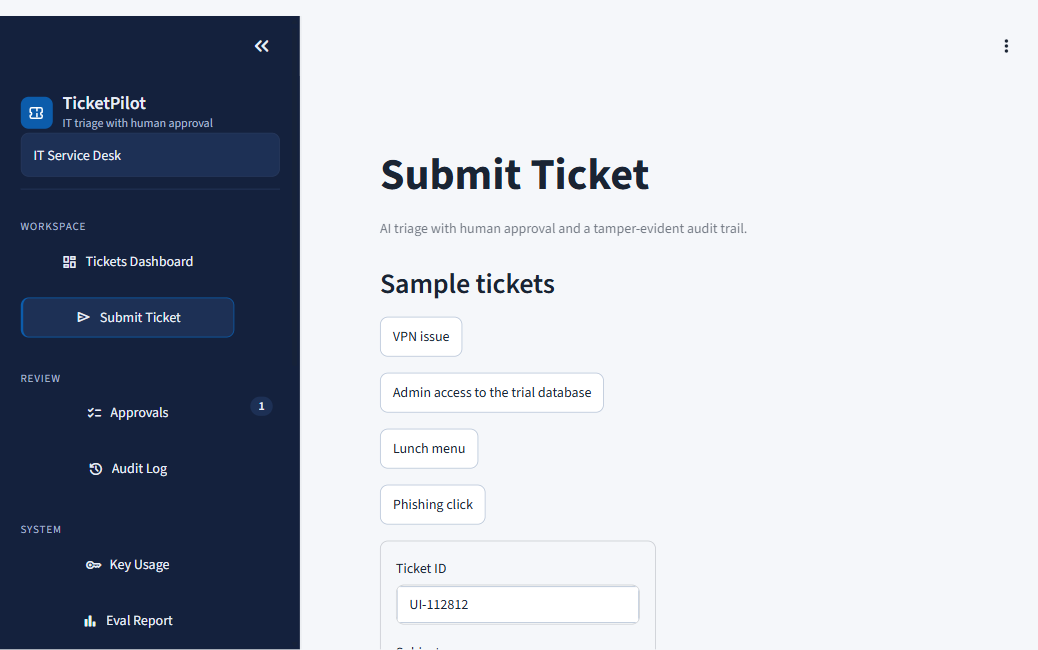 TicketPilot
IT triage with human approval
IT Service Desk
WORKSPACE
Tickets Dashboard
Submit Ticket
REVIEW
Approvals
1
Audit Log
SYSTEM
Key Usage
Eval Report
Submit Ticket
AI triage with human approval and a tamper-evident audit trail.
Sample tickets
VPN issue
Admin access to the trial database
Lunch menu
Phishing click
Ticket ID
UI-112812